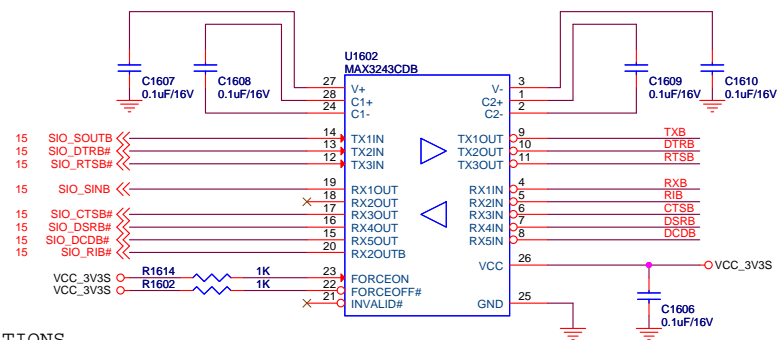 U1602
MAX3243CDB
C1607
0.1uF/16V
C1608
0.1uF/16V
C1609
0.1uF/16V
C1610
0.1uF/16V
27 V+ V- 3
28 C1+ C2+ 1
24 C1- C2- 2
15 SIO_SOUTB 14 TX1IN TX1OUT 9 TXB
15 SIO_DTRB# 13 TX2IN TX2OUT 10 DTRB
15 SIO_RTSB# 12 TX3IN TX3OUT 11 RTSB
15 SIO_SINB 19 RX1OUT RX1IN 4 RXB
18 RX2OUT RX2IN 5 RIB
15 SIO_CTSB# 17 RX3OUT RX3IN 6 CTSB
15 SIO_DSRB# 16 RX4OUT RX4IN 7 DSRB
15 SIO_DCDB# 15 RX5OUT RX5IN 8 DCDB
15 SIO_RIB# 20 RX2OUTB
VCC 26 VCC_3V3S
VCC_3V3S R1614 1K 23 FORCEON
VCC_3V3S R1602 1K 22 FORCEOFF#
21 INVALID# GND 25
C1606
0.1uF/16V